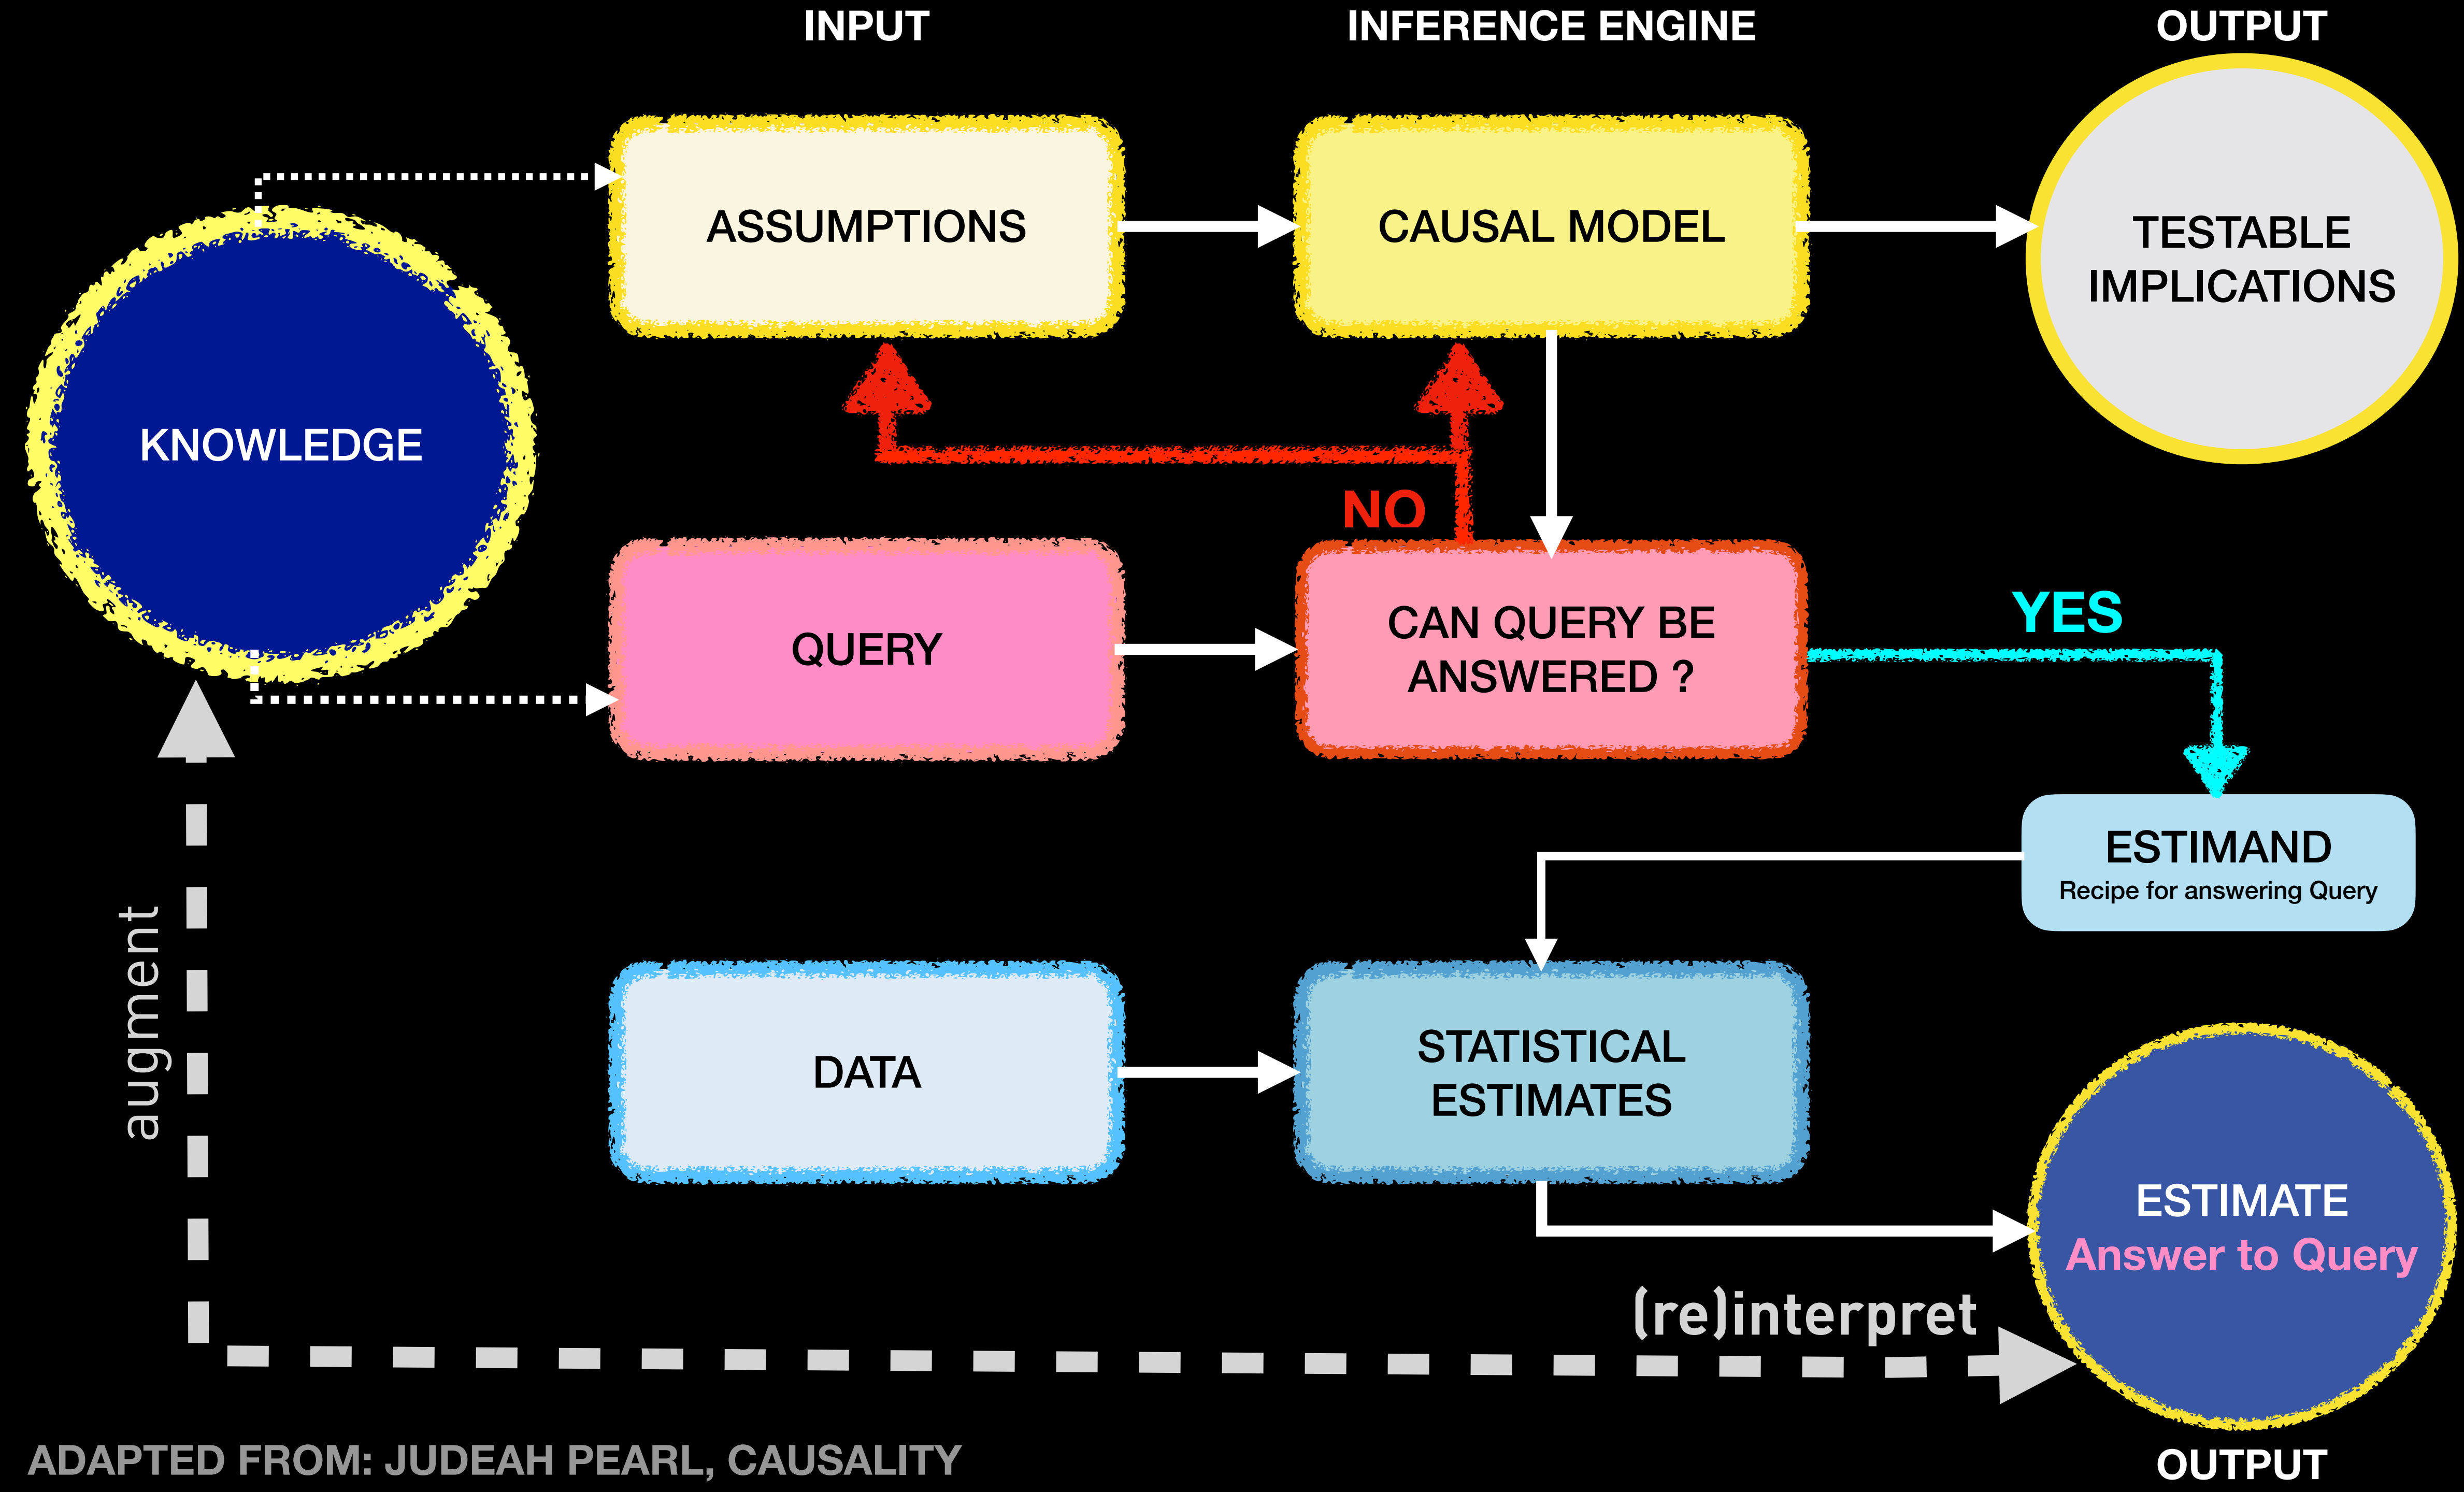 INPUT
INFERENCE ENGINE
OUTPUT
ASSUMPTIONS
CAUSAL MODEL
TESTABLE
IMPLICATIONS
KNOWLEDGE
NO
QUERY
CAN QUERY BE
ANSWERED ?
YES
ESTIMAND
Recipe for answering Query
augment
DATA
STATISTICAL
ESTIMATES
ESTIMATE
Answer to Query
(re)interpret
ADAPTED FROM: JUDEAH PEARL, CAUSALITY
OUTPUT